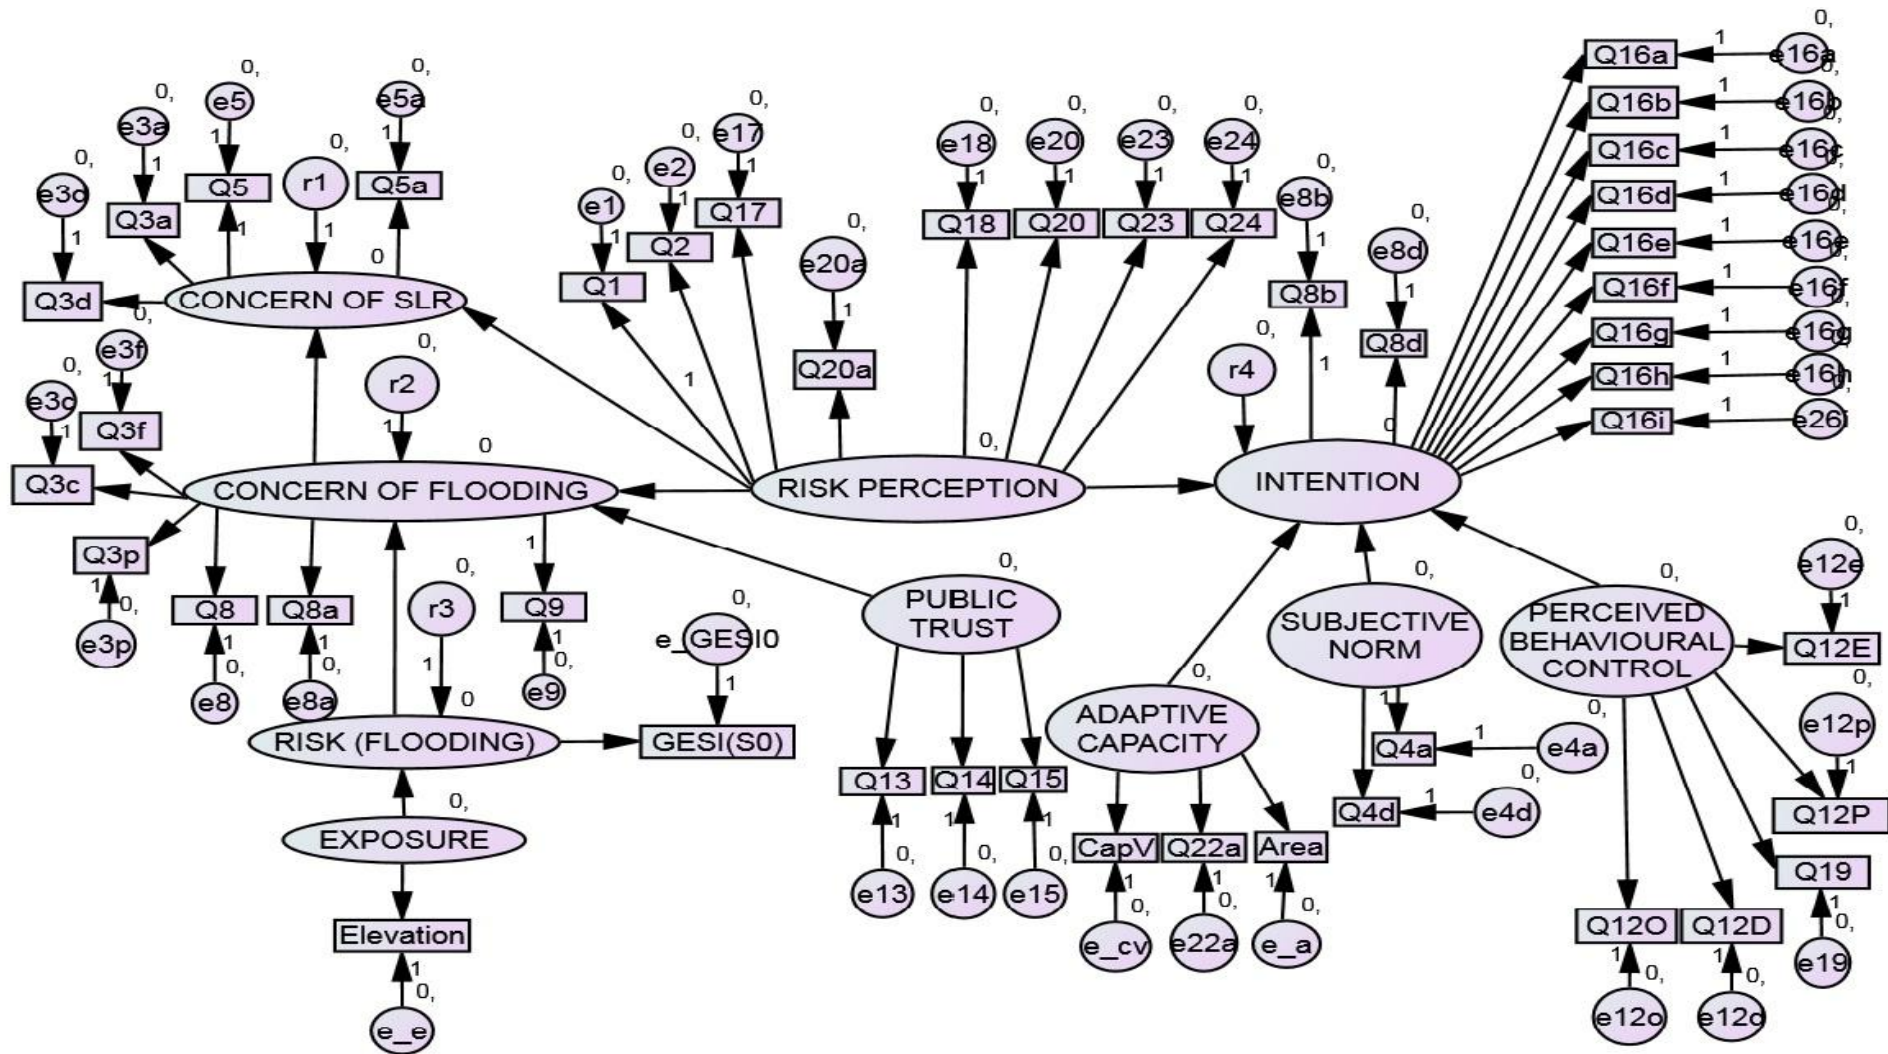 0,
e16a
1
Q16a
0,
e5
0,
e5a
0,
e3a
0,
e17
0,
e18
0,
e20
0,
e23
0,
e24
Q16b
1
e16b
0,
Q16c
1
e16c
0,
r1
0,
e2
0,
e8b
0,
Q16d
1
e16d
0,
e3d
0,
1
Q5
1
Q5a
1
Q3a
1
e1
0,
1
Q17
1
Q2
1
Q18
1
Q20
1
Q23
1
Q24
1
e8d
0,
Q16e
1
e16e
0,
e20a
0,
Q16f
1
e16f
0,
Q3d
1
CONCERN OF SLR
0
1
1
Q1
1
Q8b
1
Q16g
1
e16g
0,
e3f
0,
Q20a
1
Q8d
1
r4
0,
Q16h
1
e16h
0,
r2
0,
e3c
0,
Q3f
1
1
1
Q16i
1
e26i
0,
Q3c
1
CONCERN OF FLOODING
0
1
RISK PERCEPTION
0,
INTENTION
0
Q3p
1
0,
e3p
1
r3
0,
PUBLIC
TRUST
0,
SUBJECTIVE
NORM
0,
PERCEIVED
BEHAVIOURAL
CONTROL
0,
e12e
0,
1
Q12E
Q8
1
0,
e8
Q8a
1
0,
e8a
Q9
1
0,
e9
e_GESI0
0,
1
GESI(S0)
RISK (FLOODING)
0
1
ADAPTIVE
CAPACITY
0,
1
Q4a
1
e4a
0,
e12p
0,
1
Q12P
Q13
1
0,
e13
Q14
1
0,
e14
Q15
1
0,
e15
Q4d
1
e4d
0,
EXPOSURE
0,
CapV
1
0,
e_cv
Q22a
1
0,
e22a
Area
1
0,
e_a
Q19
1
0,
e19
Elevation
1
0,
e_e
Q12O
1
0,
e12o
Q12D
1
0,
e12d